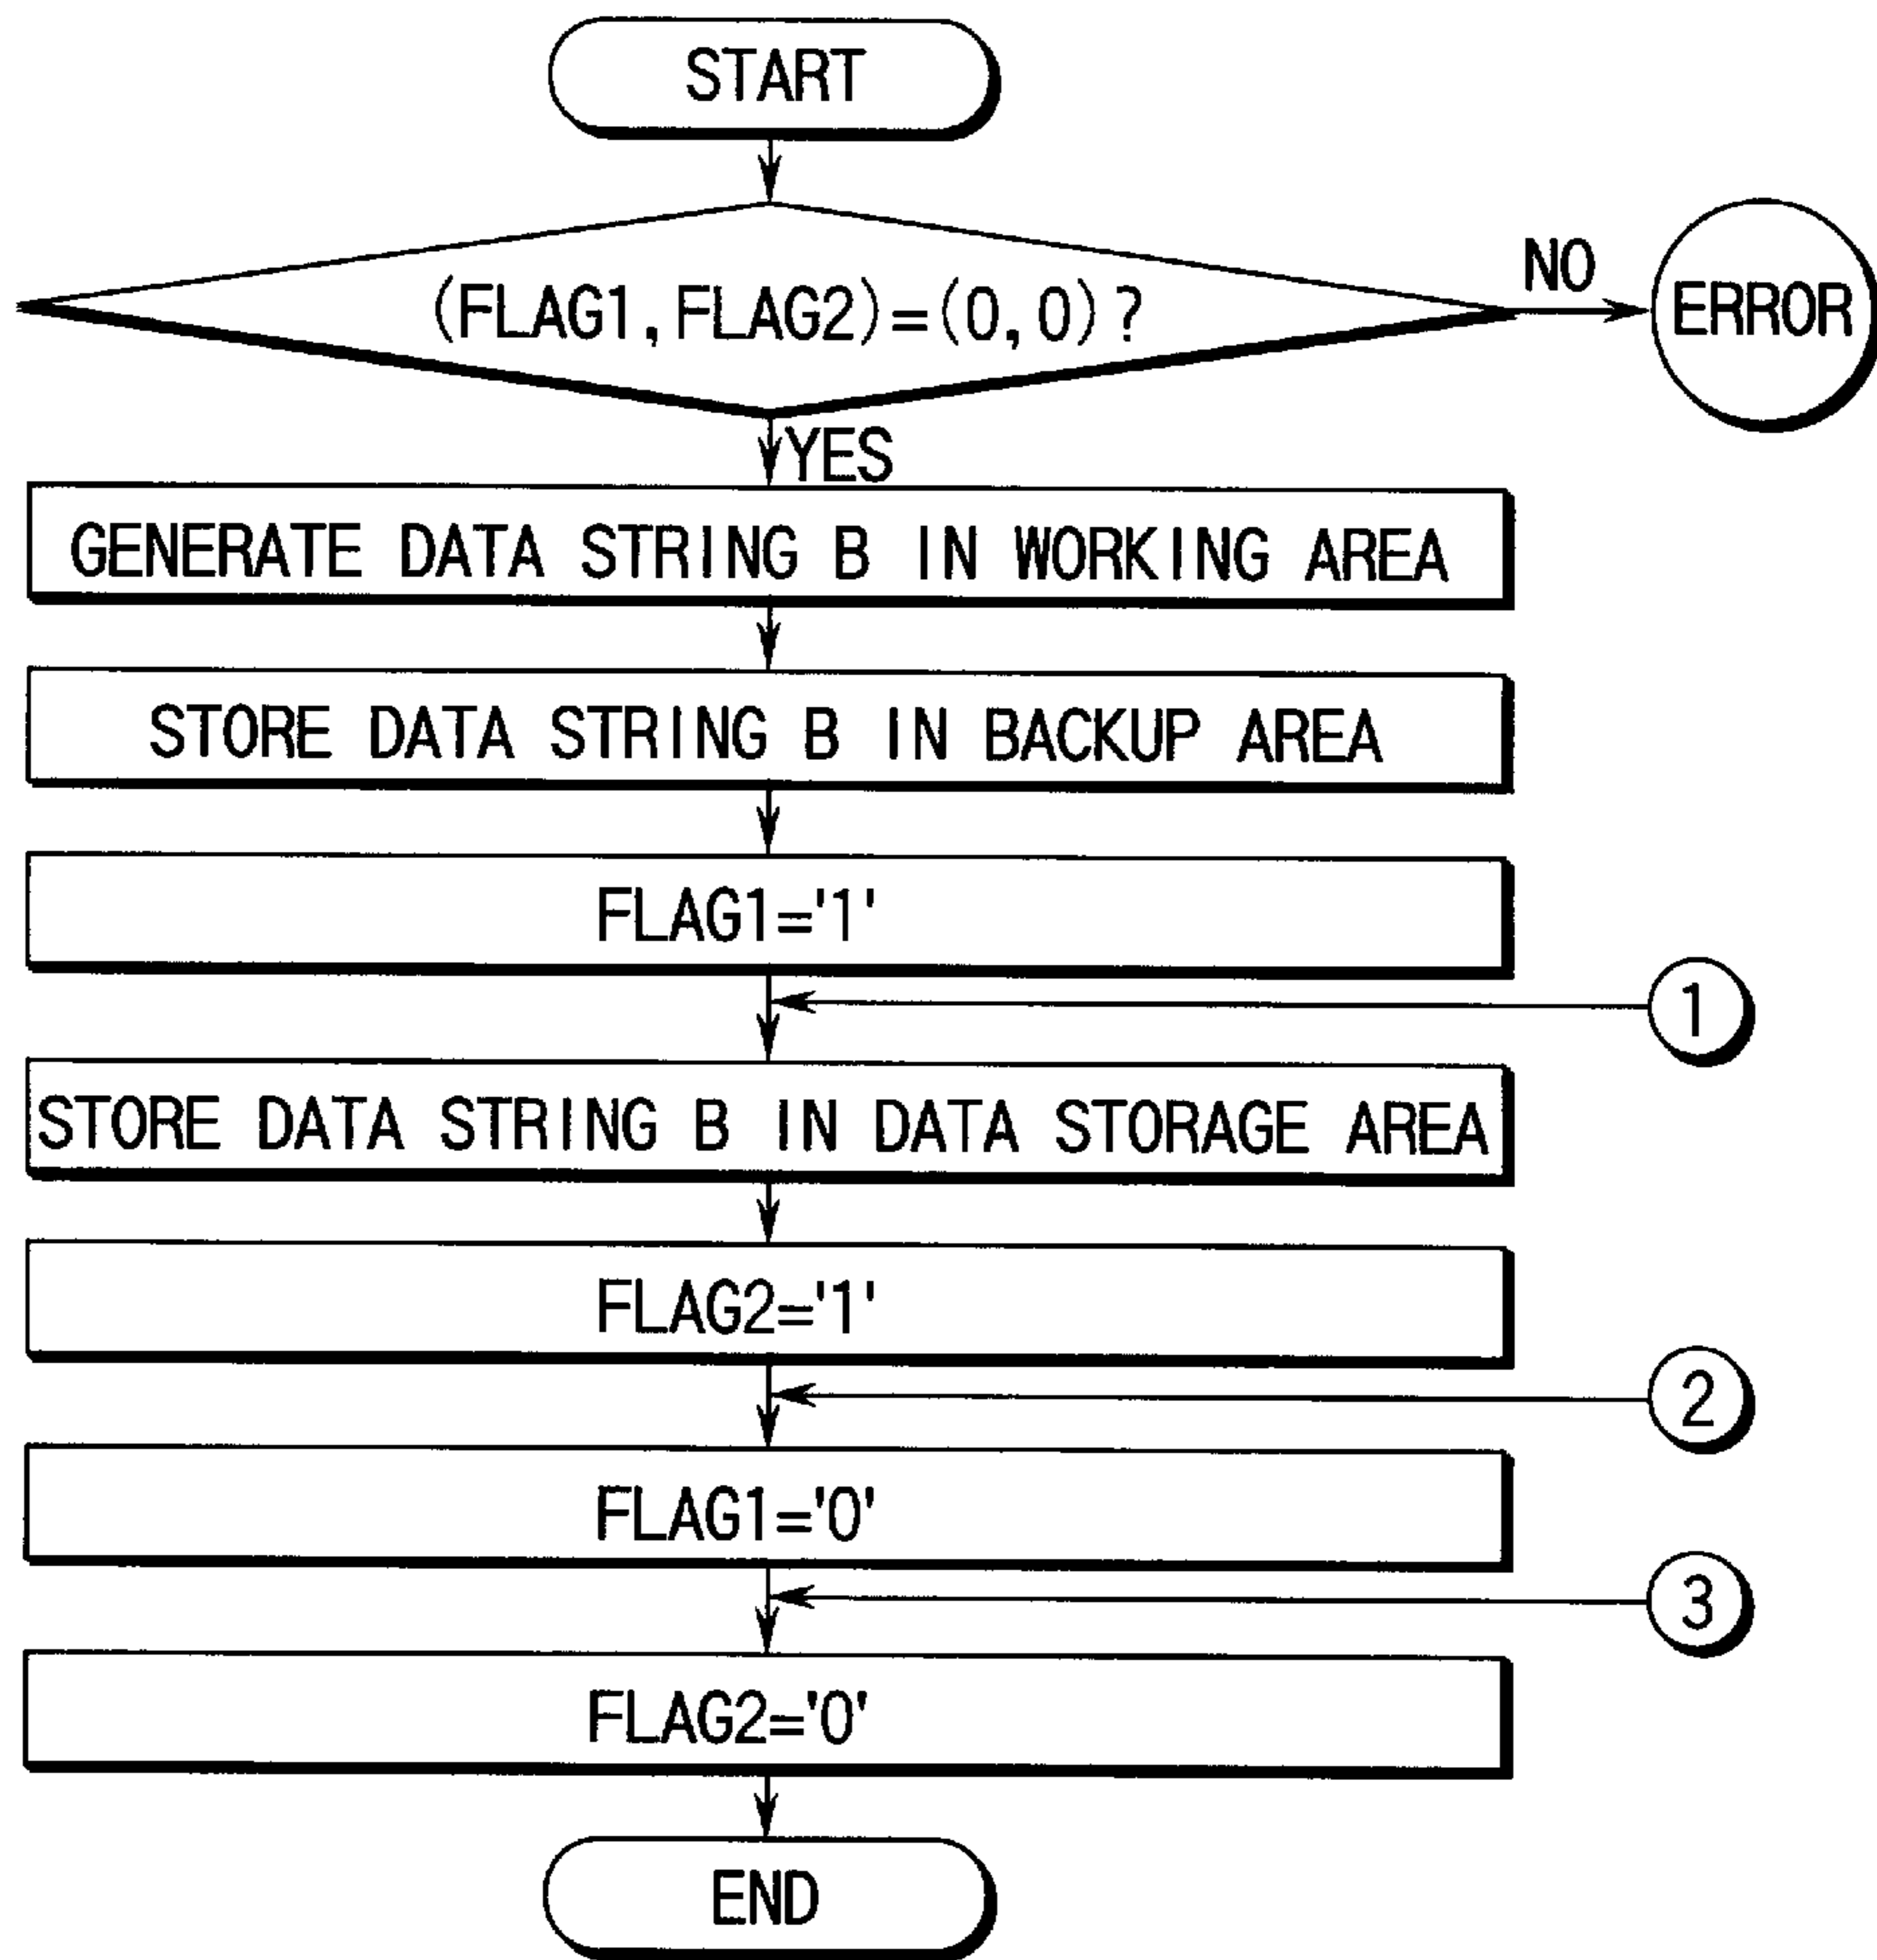 START
(FLAG1, FLAG2)=(0, 0)?
NO
ERROR
YES
GENERATE DATA STRING B IN WORKING AREA
STORE DATA STRING B IN BACKUP AREA
FLAG1='1'
1
STORE DATA STRING B IN DATA STORAGE AREA
FLAG2='1'
2
FLAG1='0'
3
FLAG2='0'
END